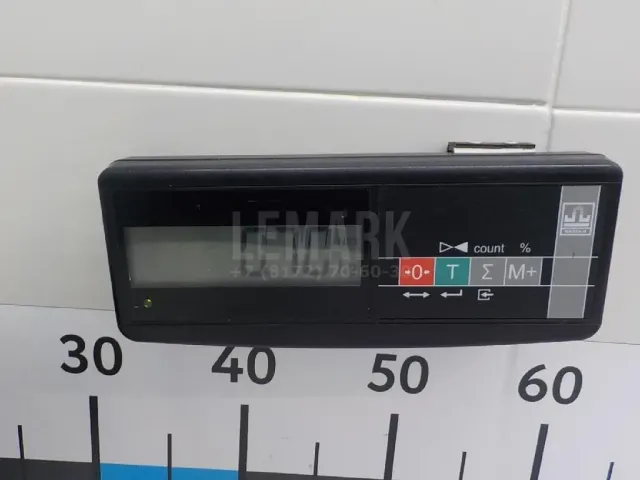 LEMARK
+7 (8172) 70-60-3
count %
→0← T Σ M+
30 40 50 60